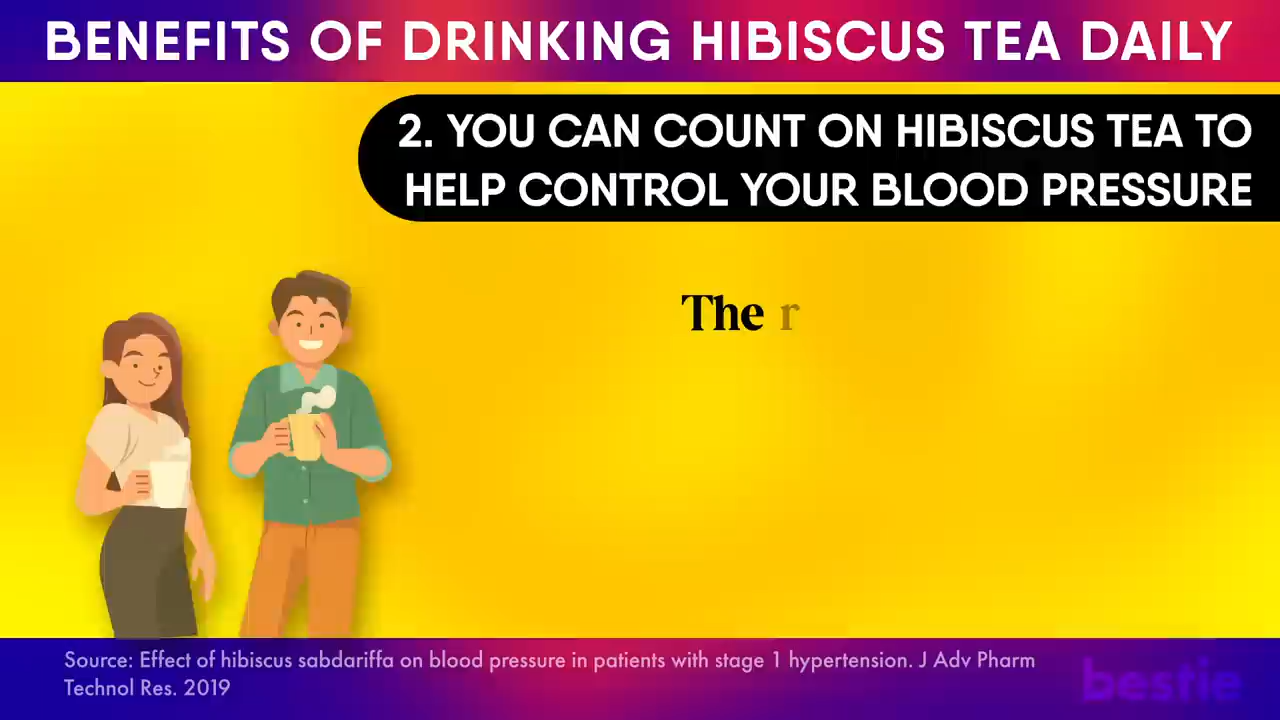 BENEFITS OF DRINKING HIBISCUS TEA DAILY
2. YOU CAN COUNT ON HIBISCUS TEA TO
HELP CONTROL YOUR BLOOD PRESSURE
The r
Source: Effect of hibiscus sabdariffa on blood pressure in patients with stage 1 hypertension. J Adv Pharm
Technol Res. 2019
bestie